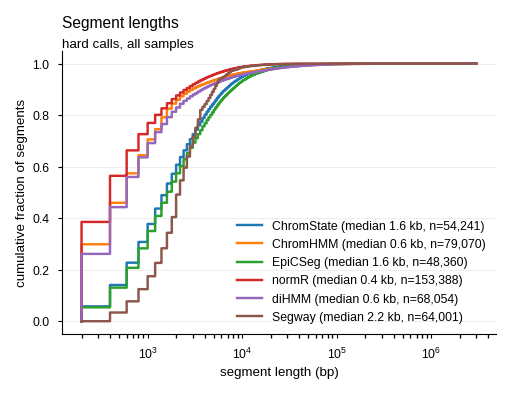 Segment lengths
hard calls, all samples
1.0
0.8
0.6
0.4
0.2
0.0
cumulative fraction of segments
ChromState (median 1.6 kb, n=54,241)
ChromHMM (median 0.6 kb, n=79,070)
EpiCSeg (median 1.6 kb, n=48,360)
normR (median 0.4 kb, n=153,388)
diHMM (median 0.6 kb, n=68,054)
Segway (median 2.2 kb, n=64,001)
10³ 10⁴ 10⁵ 10⁶
segment length (bp)